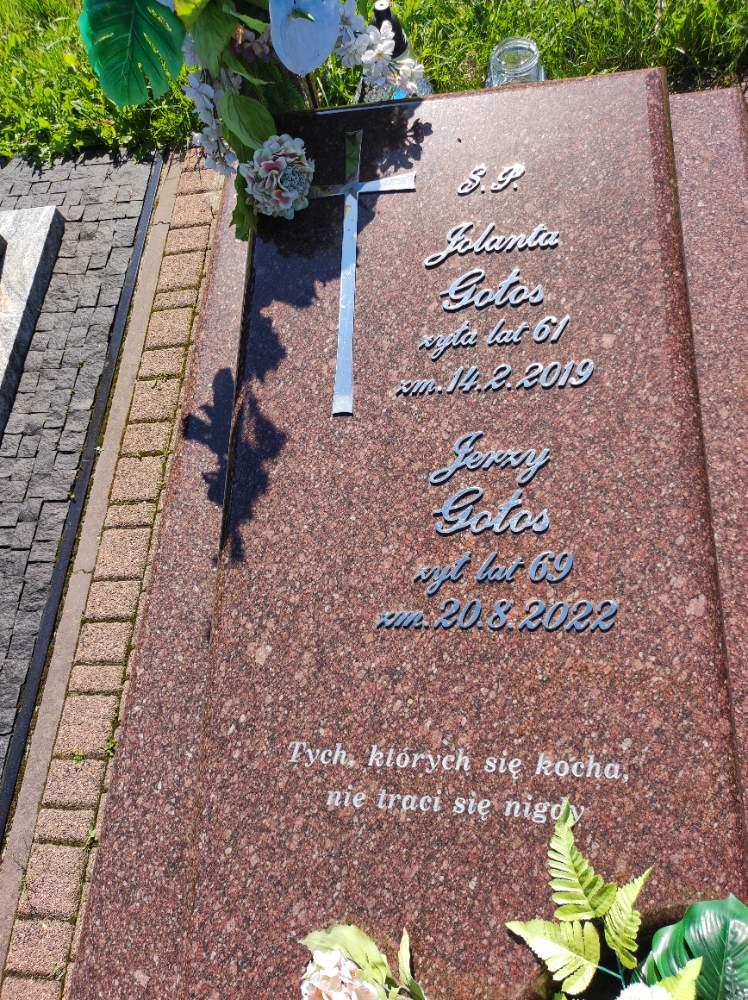 Ś. P.
Jolanta
Gołos
żyła lat 61
zm. 14.2.2019
Jerzy
Gołos
żył lat 69
zm. 20.8.2022
Tych, których się kocha,
nie traci się nigdy